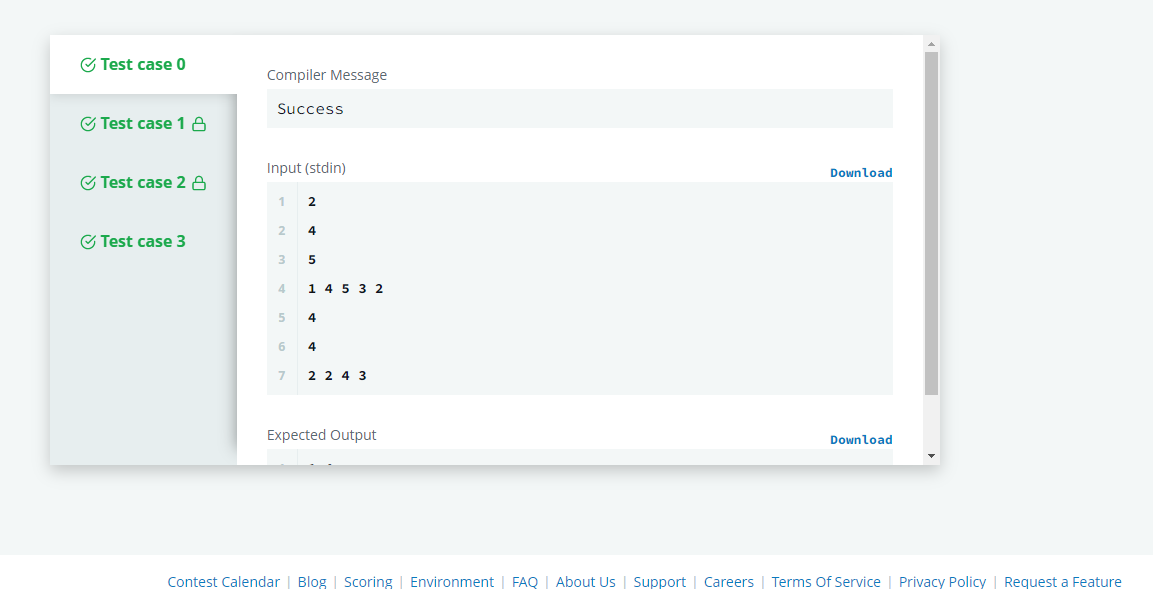 Test case 0
Test case 1
Test case 2
Test case 3
Compiler Message
Success
Input (stdin)
Download
1 2
2 4
3 5
4 1 4 5 3 2
5 4
6 4
7 2 2 4 3
Expected Output
Download
Contest Calendar | Blog | Scoring | Environment | FAQ | About Us | Support | Careers | Terms Of Service | Privacy Policy | Request a Feature